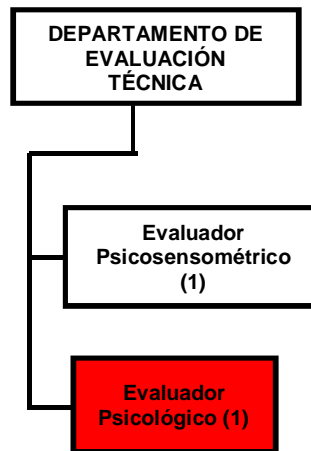 DEPARTAMENTO DE
EVALUACIÓN
TÉCNICA
Evaluador
Psicosensométrico
(1)
Evaluador
Psicológico (1)